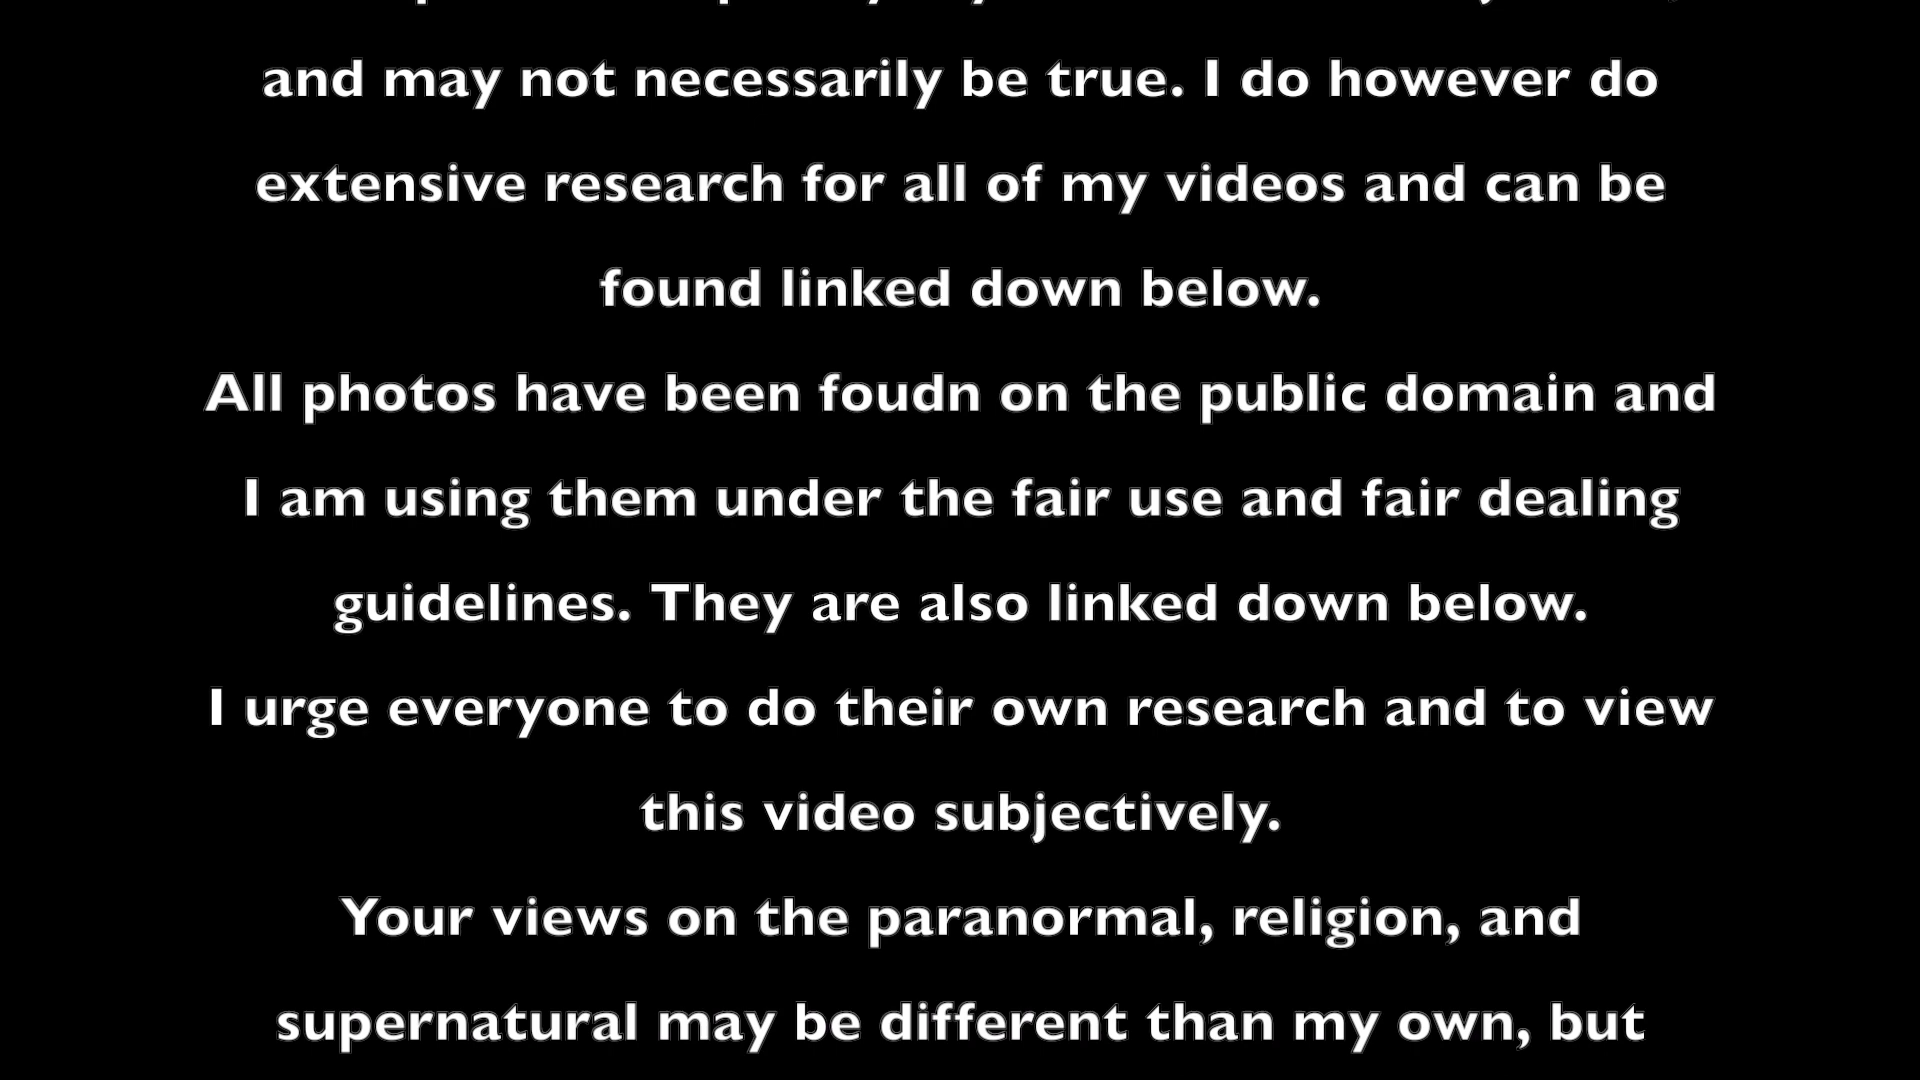 and may not necessarily be true. I do however do
extensive research for all of my videos and can be
found linked down below.
All photos have been foudn on the public domain and
I am using them under the fair use and fair dealing
guidelines. They are also linked down below.
I urge everyone to do their own research and to view
this video subjectively.
Your views on the paranormal, religion, and
supernatural may be different than my own, but